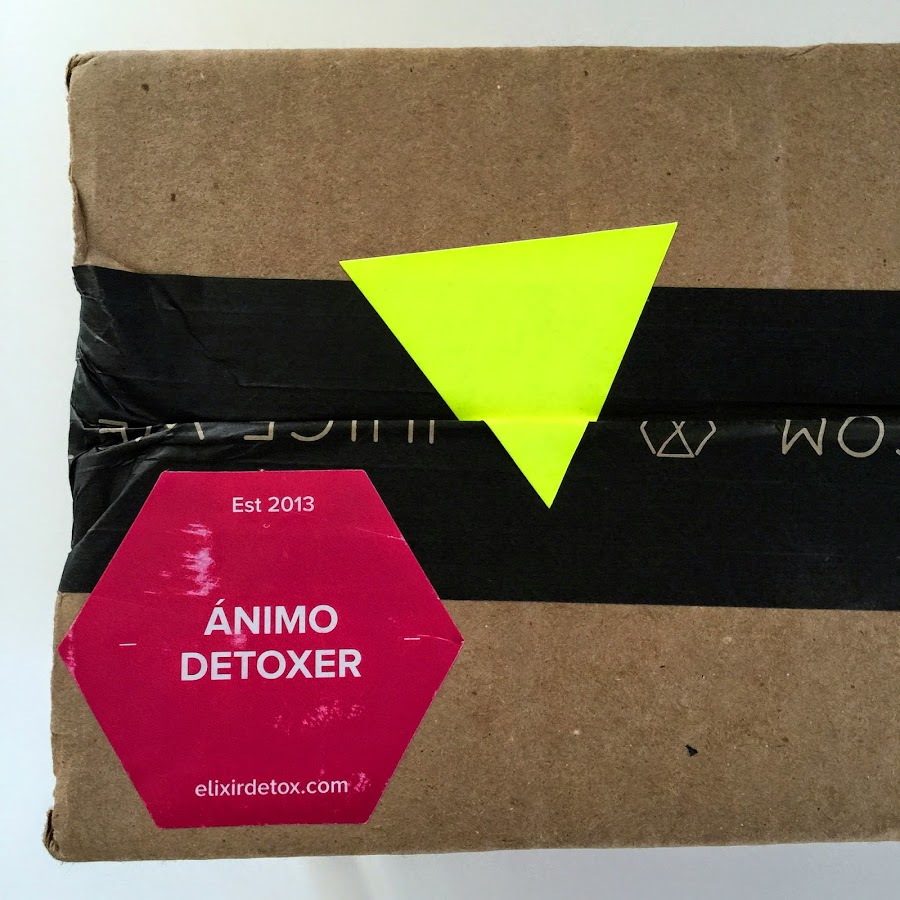 Est 2013
ÁNIMO
DETOXER
elixirdetox.com